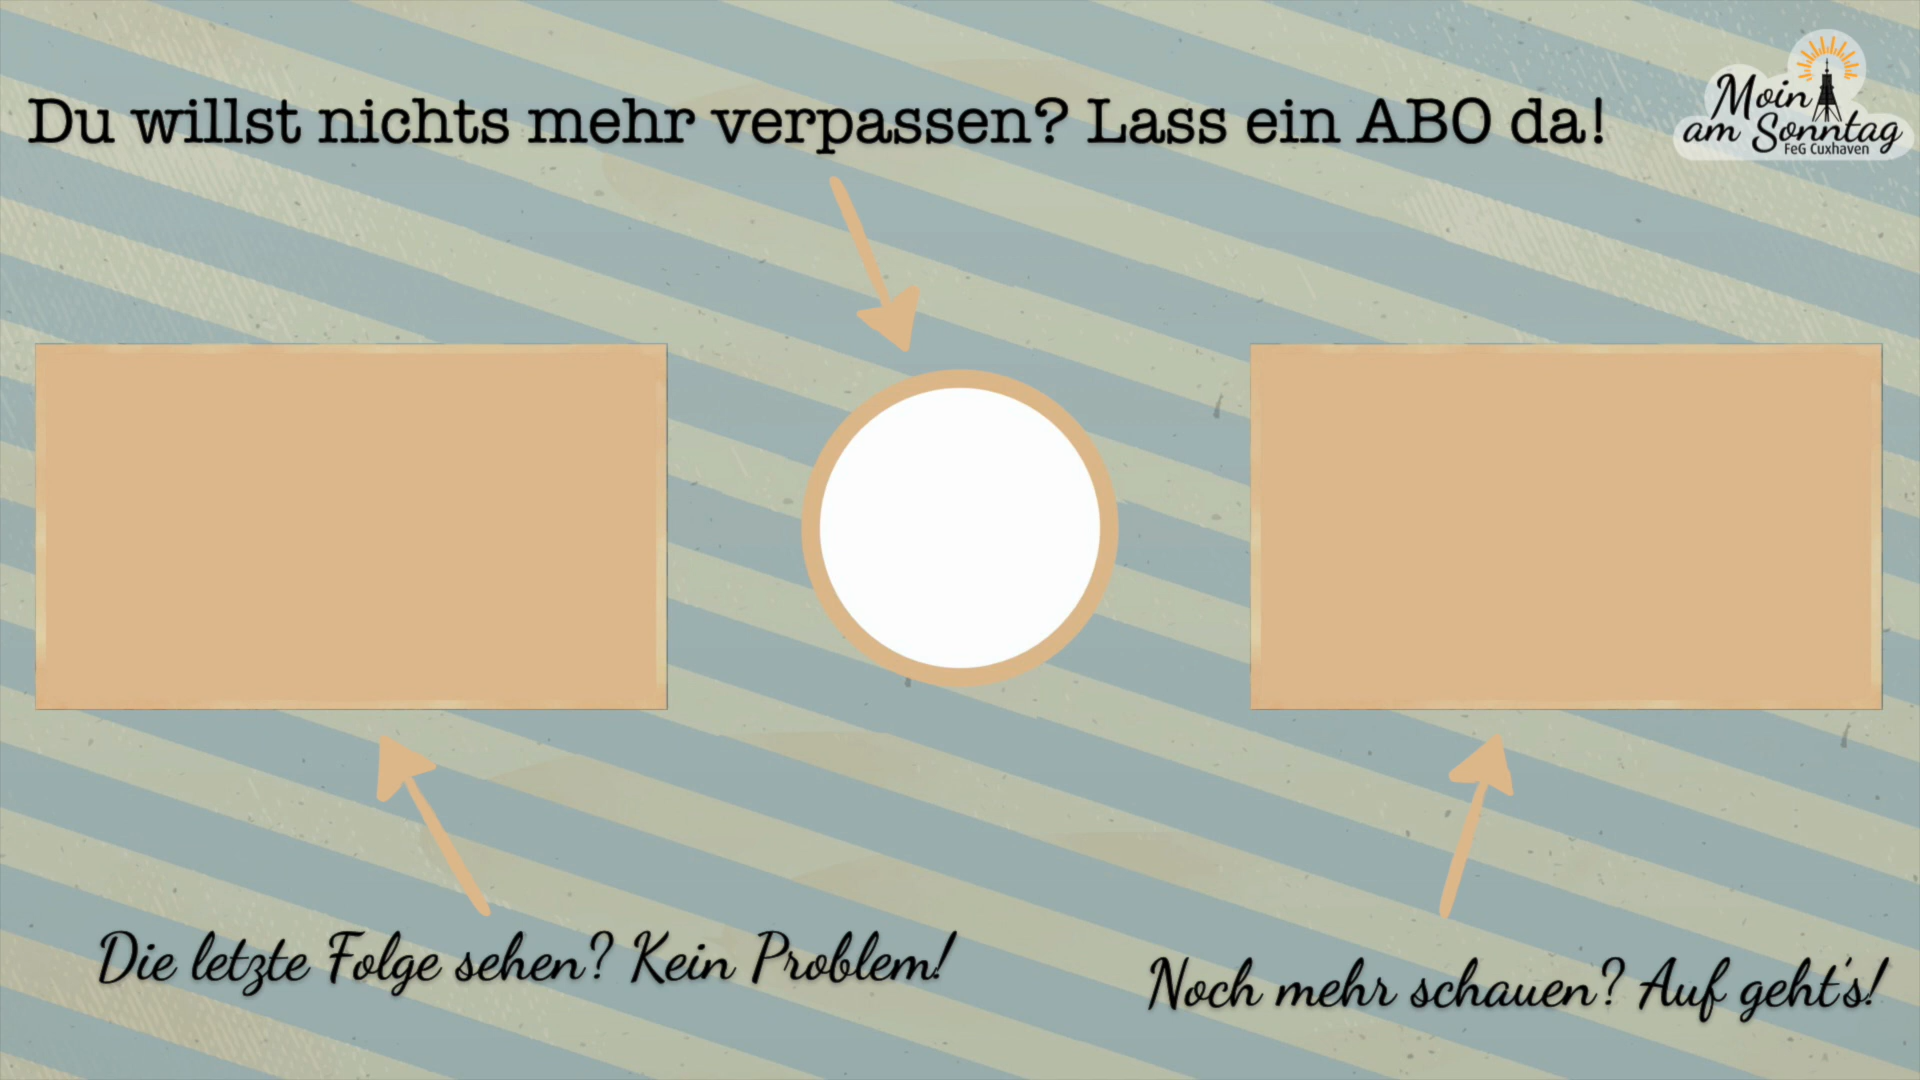 Du willst nichts mehr verpassen? Lass ein ABO da!
Moin
am Sonntag
FeG Cuxhaven
Die letzte Folge sehen? Kein Problem!
Noch mehr schauen? Auf geht's!